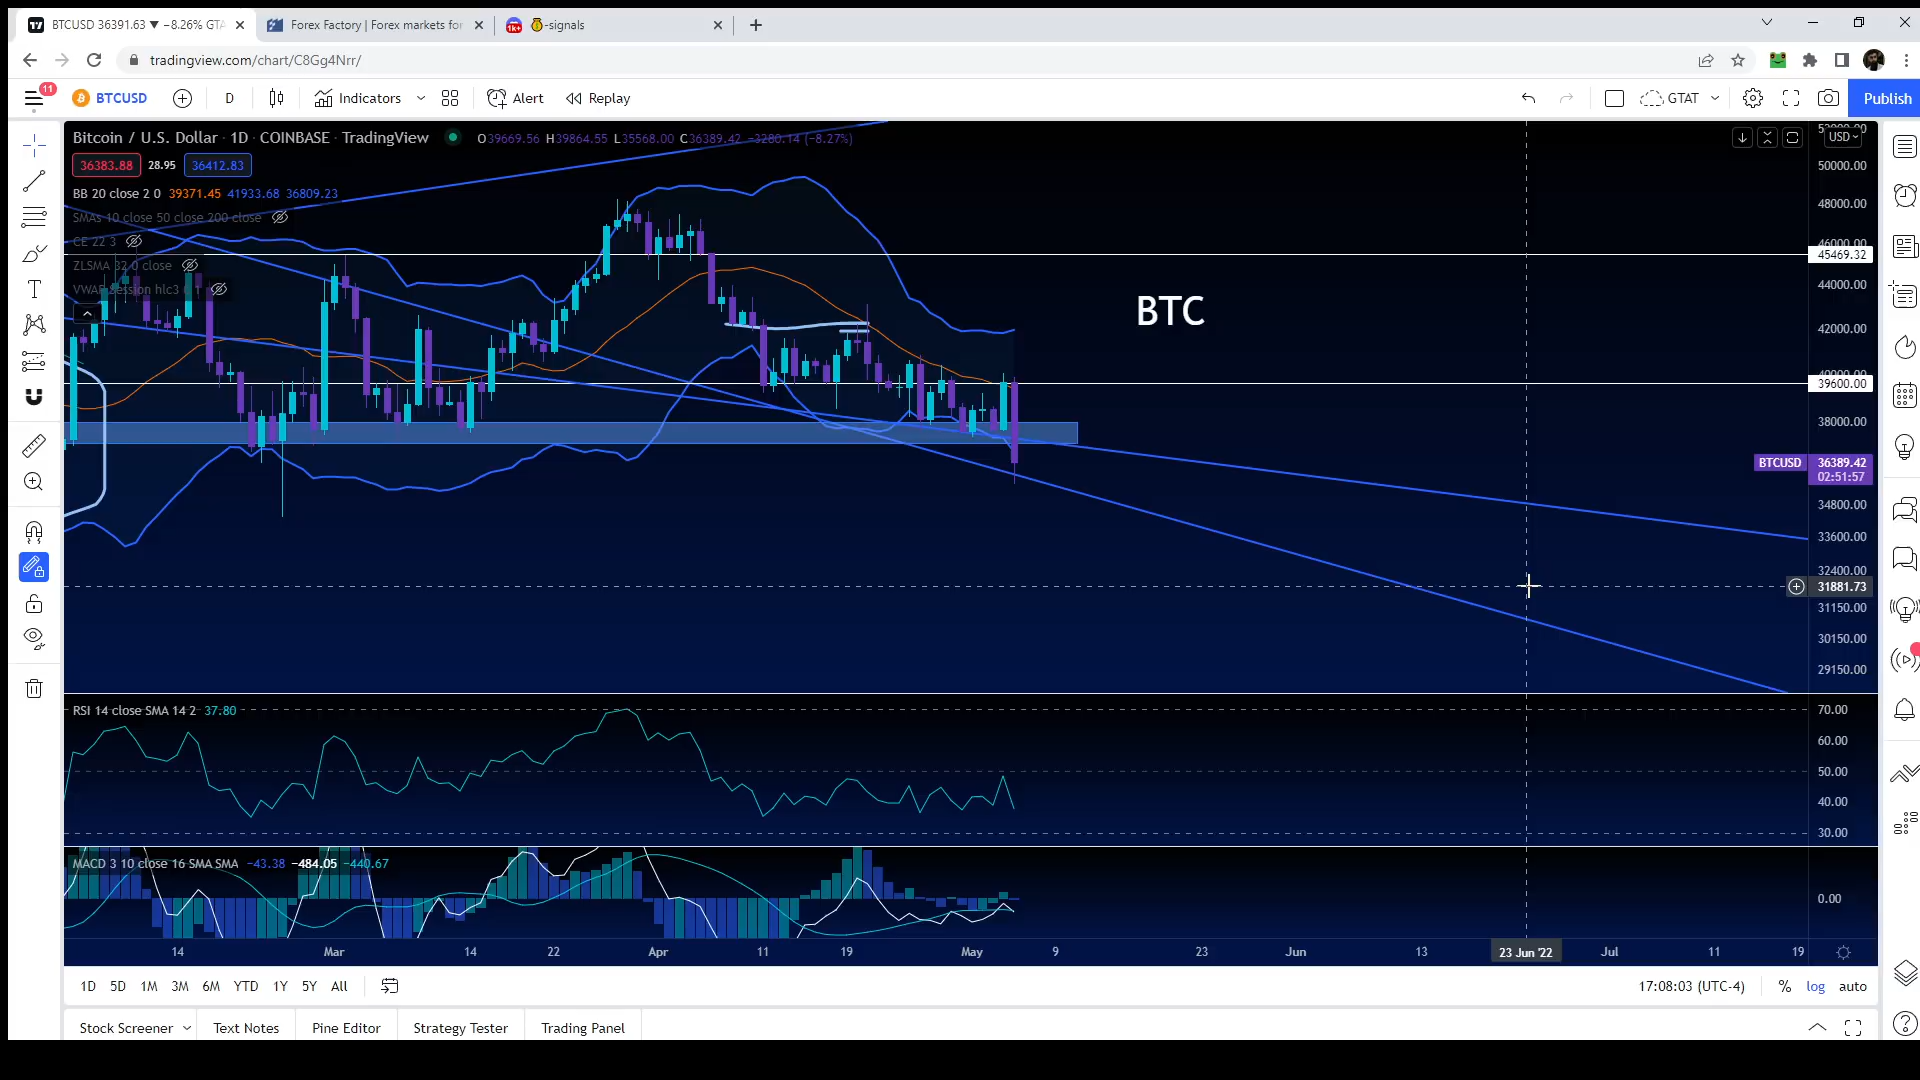 BTCUSD 36391.63 ▼ −8.26% GTA
Forex Factory | Forex markets for
1k+ 💰-signals
tradingview.com/chart/C8Gg4Nrr/
11
BTCUSD
D
Indicators
Alert
Replay
GTAT
Publish
Bitcoin / U.S. Dollar · 1D · COINBASE · TradingView
O39669.56 H39864.55 L35568.00 C36389.42 −3280.14 (−8.27%)
36383.88 28.95 36412.83
BB 20 close 2 0 39371.45 41933.68 36809.23
SMAs 10 close 50 close 200 close
CE 22 3
ZLSMA 32 0 close
VWAP Session hlc3
BTC
USD
50000.00
48000.00
46000.00
45469.32
44000.00
42000.00
40000.00
39600.00
38000.00
BTCUSD 36389.42
02:51:57
34800.00
33600.00
32400.00
31881.73
31150.00
30150.00
29150.00
RSI 14 close SMA 14 2 37.80
70.00
60.00
50.00
40.00
30.00
MACD 3 10 close 16 SMA SMA −43.38 −484.05 −440.67
0.00
14 Mar 14 22 Apr 11 19 May 9 23 Jun 13 23 Jun '22 Jul 11 19
1D 5D 1M 3M 6M YTD 1Y 5Y All
17:08:03 (UTC-4) % log auto
Stock Screener Text Notes Pine Editor Strategy Tester Trading Panel